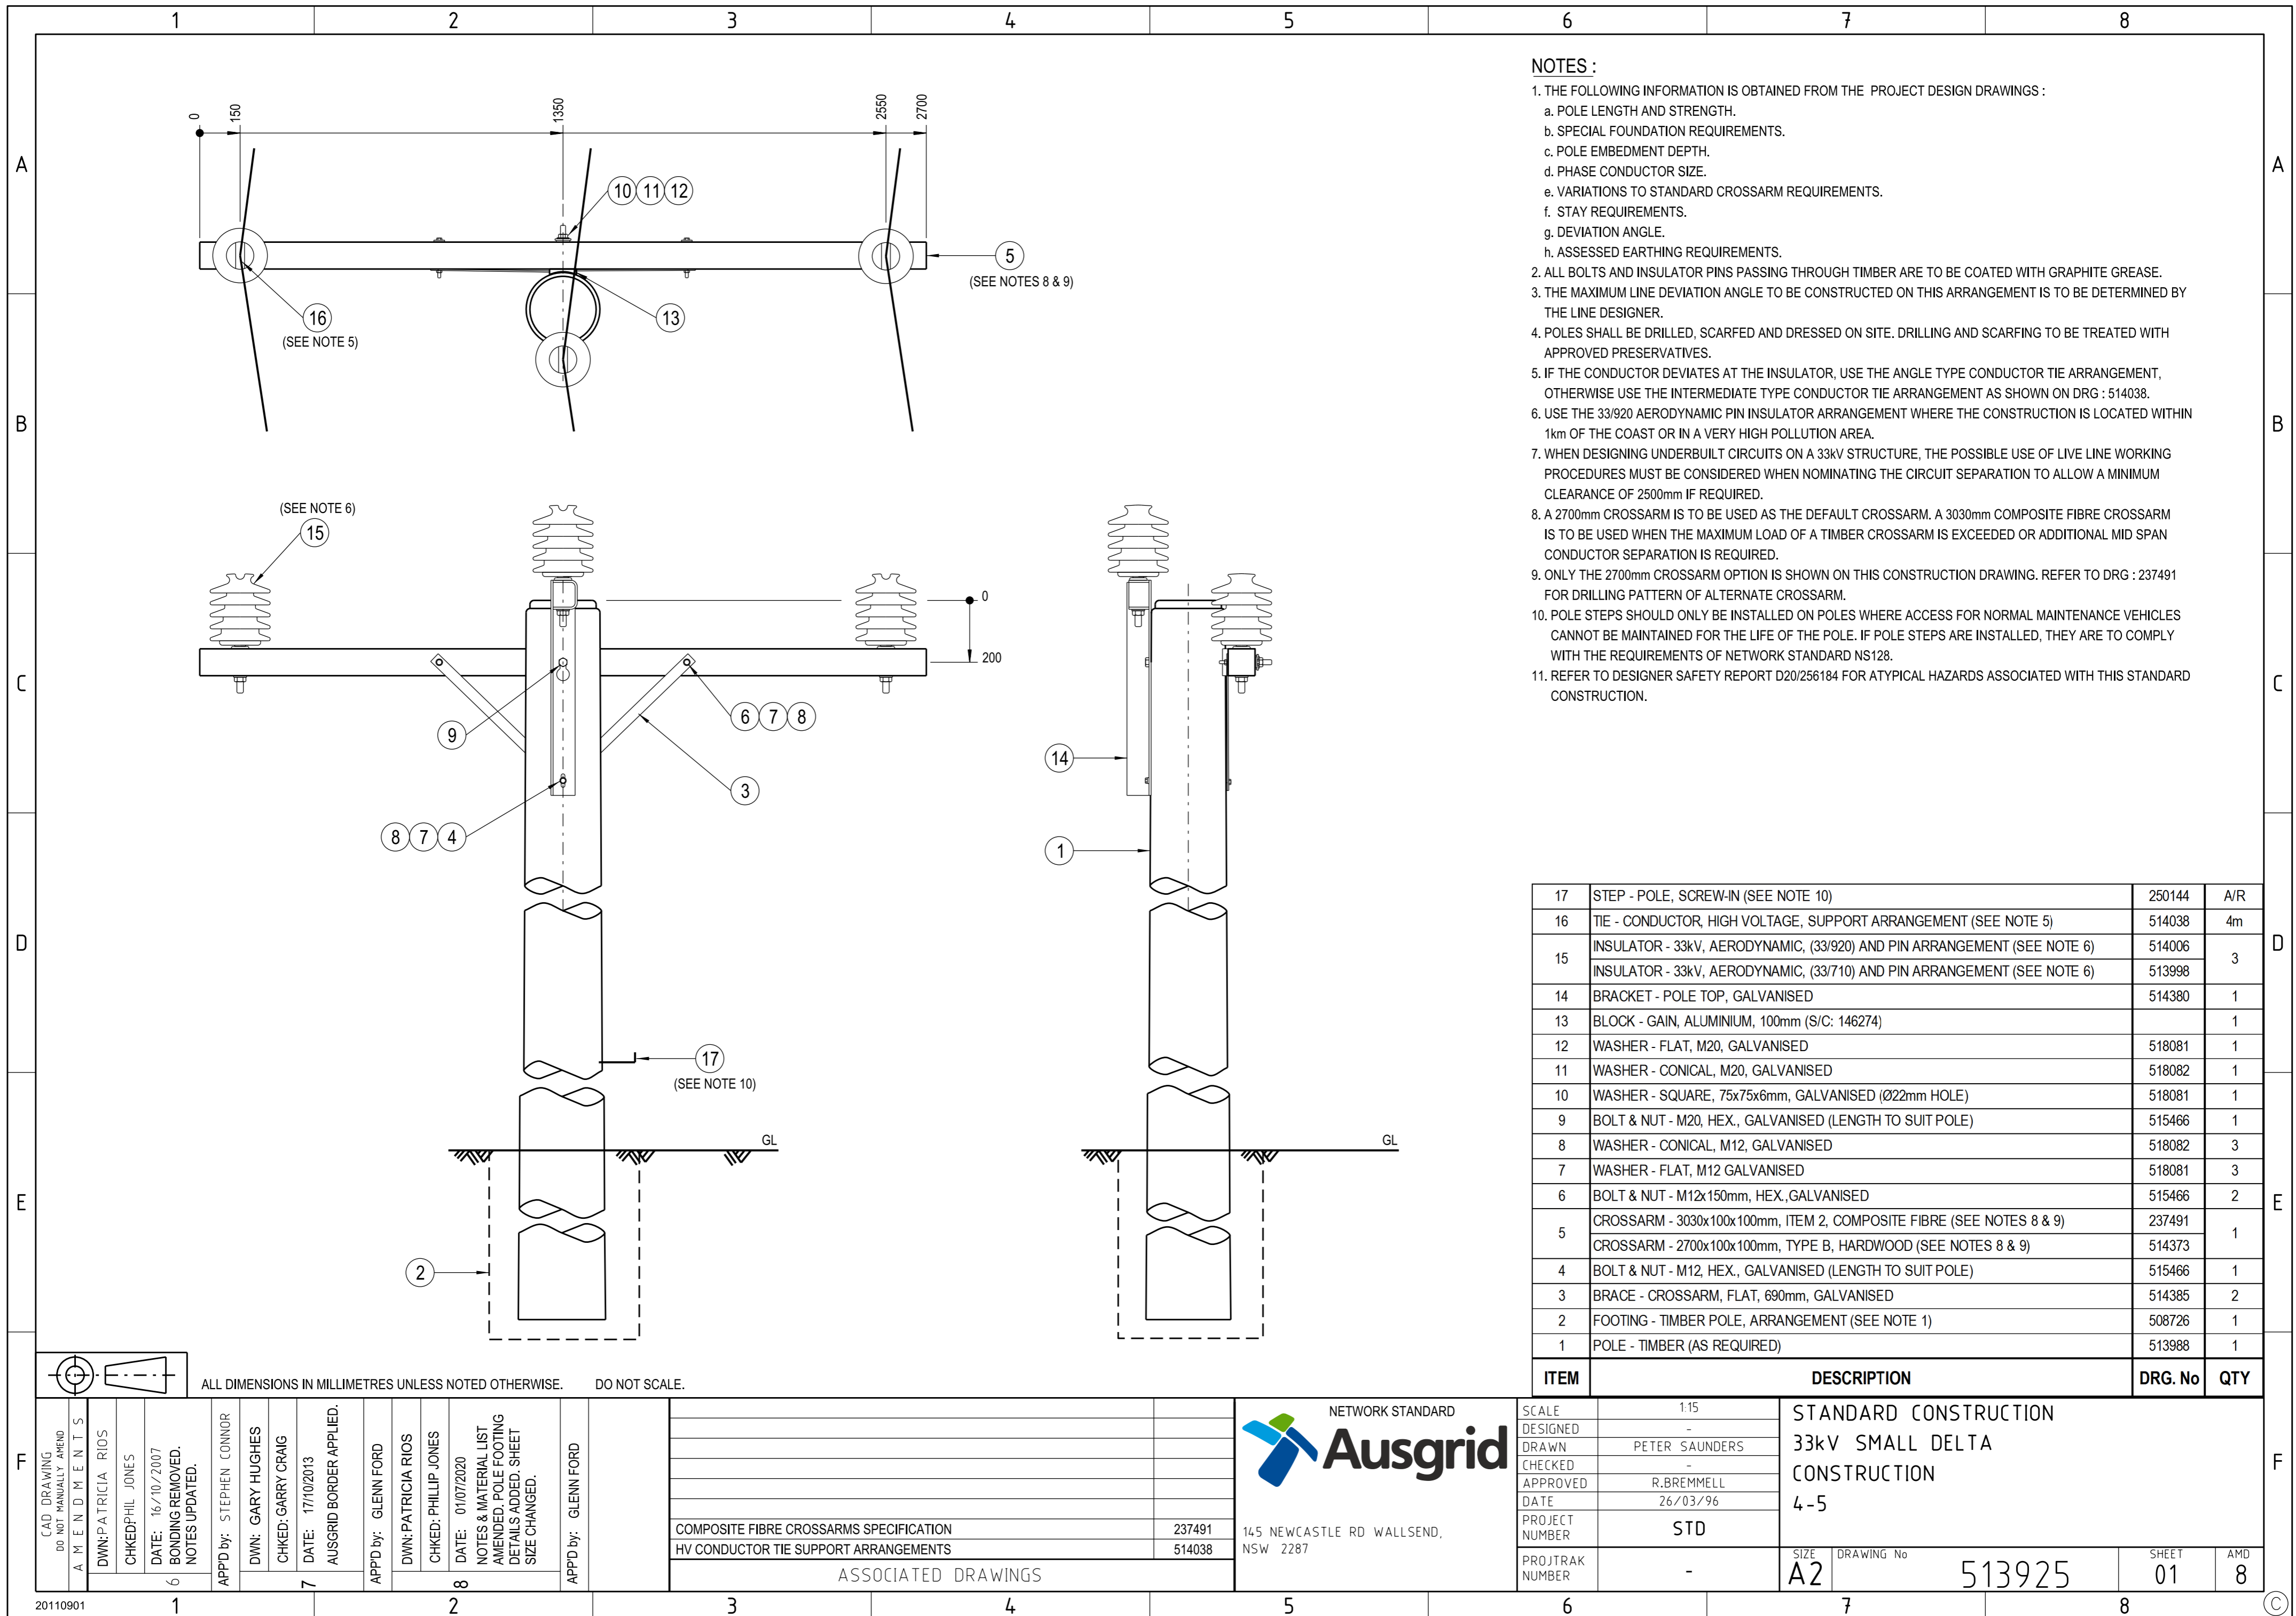 1 2 3 4 5 6 7 8
A
B
C
D
E
F
A
B
C
D
E
F
0
150
1350
2550
2700
10 11 12
5
(SEE NOTES 8 & 9)
16
(SEE NOTE 5)
13
(SEE NOTE 6)
15
0
200
9
6 7 8
3
8 7 4
14
1
17
(SEE NOTE 10)
GL
GL
2
NOTES :
1. THE FOLLOWING INFORMATION IS OBTAINED FROM THE PROJECT DESIGN DRAWINGS :
a. POLE LENGTH AND STRENGTH.
b. SPECIAL FOUNDATION REQUIREMENTS.
c. POLE EMBEDMENT DEPTH.
d. PHASE CONDUCTOR SIZE.
e. VARIATIONS TO STANDARD CROSSARM REQUIREMENTS.
f. STAY REQUIREMENTS.
g. DEVIATION ANGLE.
h. ASSESSED EARTHING REQUIREMENTS.
2. ALL BOLTS AND INSULATOR PINS PASSING THROUGH TIMBER ARE TO BE COATED WITH GRAPHITE GREASE.
3. THE MAXIMUM LINE DEVIATION ANGLE TO BE CONSTRUCTED ON THIS ARRANGEMENT IS TO BE DETERMINED BY
THE LINE DESIGNER.
4. POLES SHALL BE DRILLED, SCARFED AND DRESSED ON SITE. DRILLING AND SCARFING TO BE TREATED WITH
APPROVED PRESERVATIVES.
5. IF THE CONDUCTOR DEVIATES AT THE INSULATOR, USE THE ANGLE TYPE CONDUCTOR TIE ARRANGEMENT,
OTHERWISE USE THE INTERMEDIATE TYPE CONDUCTOR TIE ARRANGEMENT AS SHOWN ON DRG : 514038.
6. USE THE 33/920 AERODYNAMIC PIN INSULATOR ARRANGEMENT WHERE THE CONSTRUCTION IS LOCATED WITHIN
1km OF THE COAST OR IN A VERY HIGH POLLUTION AREA.
7. WHEN DESIGNING UNDERBUILT CIRCUITS ON A 33kV STRUCTURE, THE POSSIBLE USE OF LIVE LINE WORKING
PROCEDURES MUST BE CONSIDERED WHEN NOMINATING THE CIRCUIT SEPARATION TO ALLOW A MINIMUM
CLEARANCE OF 2500mm IF REQUIRED.
8. A 2700mm CROSSARM IS TO BE USED AS THE DEFAULT CROSSARM. A 3030mm COMPOSITE FIBRE CROSSARM
IS TO BE USED WHEN THE MAXIMUM LOAD OF A TIMBER CROSSARM IS EXCEEDED OR ADDITIONAL MID SPAN
CONDUCTOR SEPARATION IS REQUIRED.
9. ONLY THE 2700mm CROSSARM OPTION IS SHOWN ON THIS CONSTRUCTION DRAWING. REFER TO DRG : 237491
FOR DRILLING PATTERN OF ALTERNATE CROSSARM.
10. POLE STEPS SHOULD ONLY BE INSTALLED ON POLES WHERE ACCESS FOR NORMAL MAINTENANCE VEHICLES
CANNOT BE MAINTAINED FOR THE LIFE OF THE POLE. IF POLE STEPS ARE INSTALLED, THEY ARE TO COMPLY
WITH THE REQUIREMENTS OF NETWORK STANDARD NS128.
11. REFER TO DESIGNER SAFETY REPORT D20/256184 FOR ATYPICAL HAZARDS ASSOCIATED WITH THIS STANDARD
CONSTRUCTION.
17 STEP - POLE, SCREW-IN (SEE NOTE 10) 250144 A/R
16 TIE - CONDUCTOR, HIGH VOLTAGE, SUPPORT ARRANGEMENT (SEE NOTE 5) 514038 4m
15 INSULATOR - 33kV, AERODYNAMIC, (33/920) AND PIN ARRANGEMENT (SEE NOTE 6) 514006 3
INSULATOR - 33kV, AERODYNAMIC, (33/710) AND PIN ARRANGEMENT (SEE NOTE 6) 513998
14 BRACKET - POLE TOP, GALVANISED 514380 1
13 BLOCK - GAIN, ALUMINIUM, 100mm (S/C: 146274) 1
12 WASHER - FLAT, M20, GALVANISED 518081 1
11 WASHER - CONICAL, M20, GALVANISED 518082 1
10 WASHER - SQUARE, 75x75x6mm, GALVANISED (Ø22mm HOLE) 518081 1
9 BOLT & NUT - M20, HEX., GALVANISED (LENGTH TO SUIT POLE) 515466 1
8 WASHER - CONICAL, M12, GALVANISED 518082 3
7 WASHER - FLAT, M12 GALVANISED 518081 3
6 BOLT & NUT - M12x150mm, HEX.,GALVANISED 515466 2
5 CROSSARM - 3030x100x100mm, ITEM 2, COMPOSITE FIBRE (SEE NOTES 8 & 9) 237491 1
CROSSARM - 2700x100x100mm, TYPE B, HARDWOOD (SEE NOTES 8 & 9) 514373
4 BOLT & NUT - M12, HEX., GALVANISED (LENGTH TO SUIT POLE) 515466 1
3 BRACE - CROSSARM, FLAT, 690mm, GALVANISED 514385 2
2 FOOTING - TIMBER POLE, ARRANGEMENT (SEE NOTE 1) 508726 1
1 POLE - TIMBER (AS REQUIRED) 513988 1
ITEM DESCRIPTION DRG. No QTY
ALL DIMENSIONS IN MILLIMETRES UNLESS NOTED OTHERWISE. DO NOT SCALE.
CAD DRAWING
DO NOT MANUALLY AMEND
AMENDMENTS
DWN:PATRICIA RIOS
CHKED:PHIL JONES
DATE: 16/10/2007
BONDING REMOVED.
NOTES UPDATED.
6
APP'D by: STEPHEN CONNOR
DWN: GARY HUGHES
CHKED: GARRY CRAIG
DATE: 17/10/2013
AUSGRID BORDER APPLIED.
7
APP'D by: GLENN FORD
DWN: PATRICIA RIOS
CHKED: PHILLIP JONES
DATE: 01/07/2020
NOTES & MATERIAL LIST
AMENDED. POLE FOOTING
DETAILS ADDED. SHEET
SIZE CHANGED.
8
APP'D by: GLENN FORD
COMPOSITE FIBRE CROSSARMS SPECIFICATION 237491
HV CONDUCTOR TIE SUPPORT ARRANGEMENTS 514038
ASSOCIATED DRAWINGS
NETWORK STANDARD
Ausgrid
145 NEWCASTLE RD WALLSEND,
NSW 2287
SCALE 1:15
DESIGNED -
DRAWN PETER SAUNDERS
CHECKED -
APPROVED R.BREMMELL
DATE 26/03/96
PROJECT NUMBER STD
PROJTRAK NUMBER -
STANDARD CONSTRUCTION
33kV SMALL DELTA
CONSTRUCTION
4-5
SIZE A2
DRAWING No 513925
SHEET 01
AMD 8
20110901
1 2 3 4 5 6 7 8
©